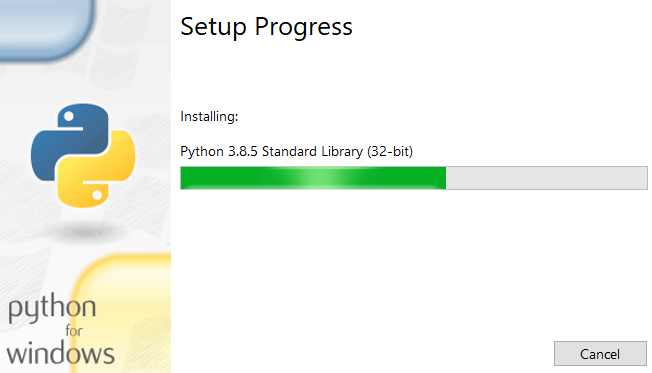 Setup Progress
Installing:
Python 3.8.5 Standard Library (32-bit)
python
for
windows
Cancel